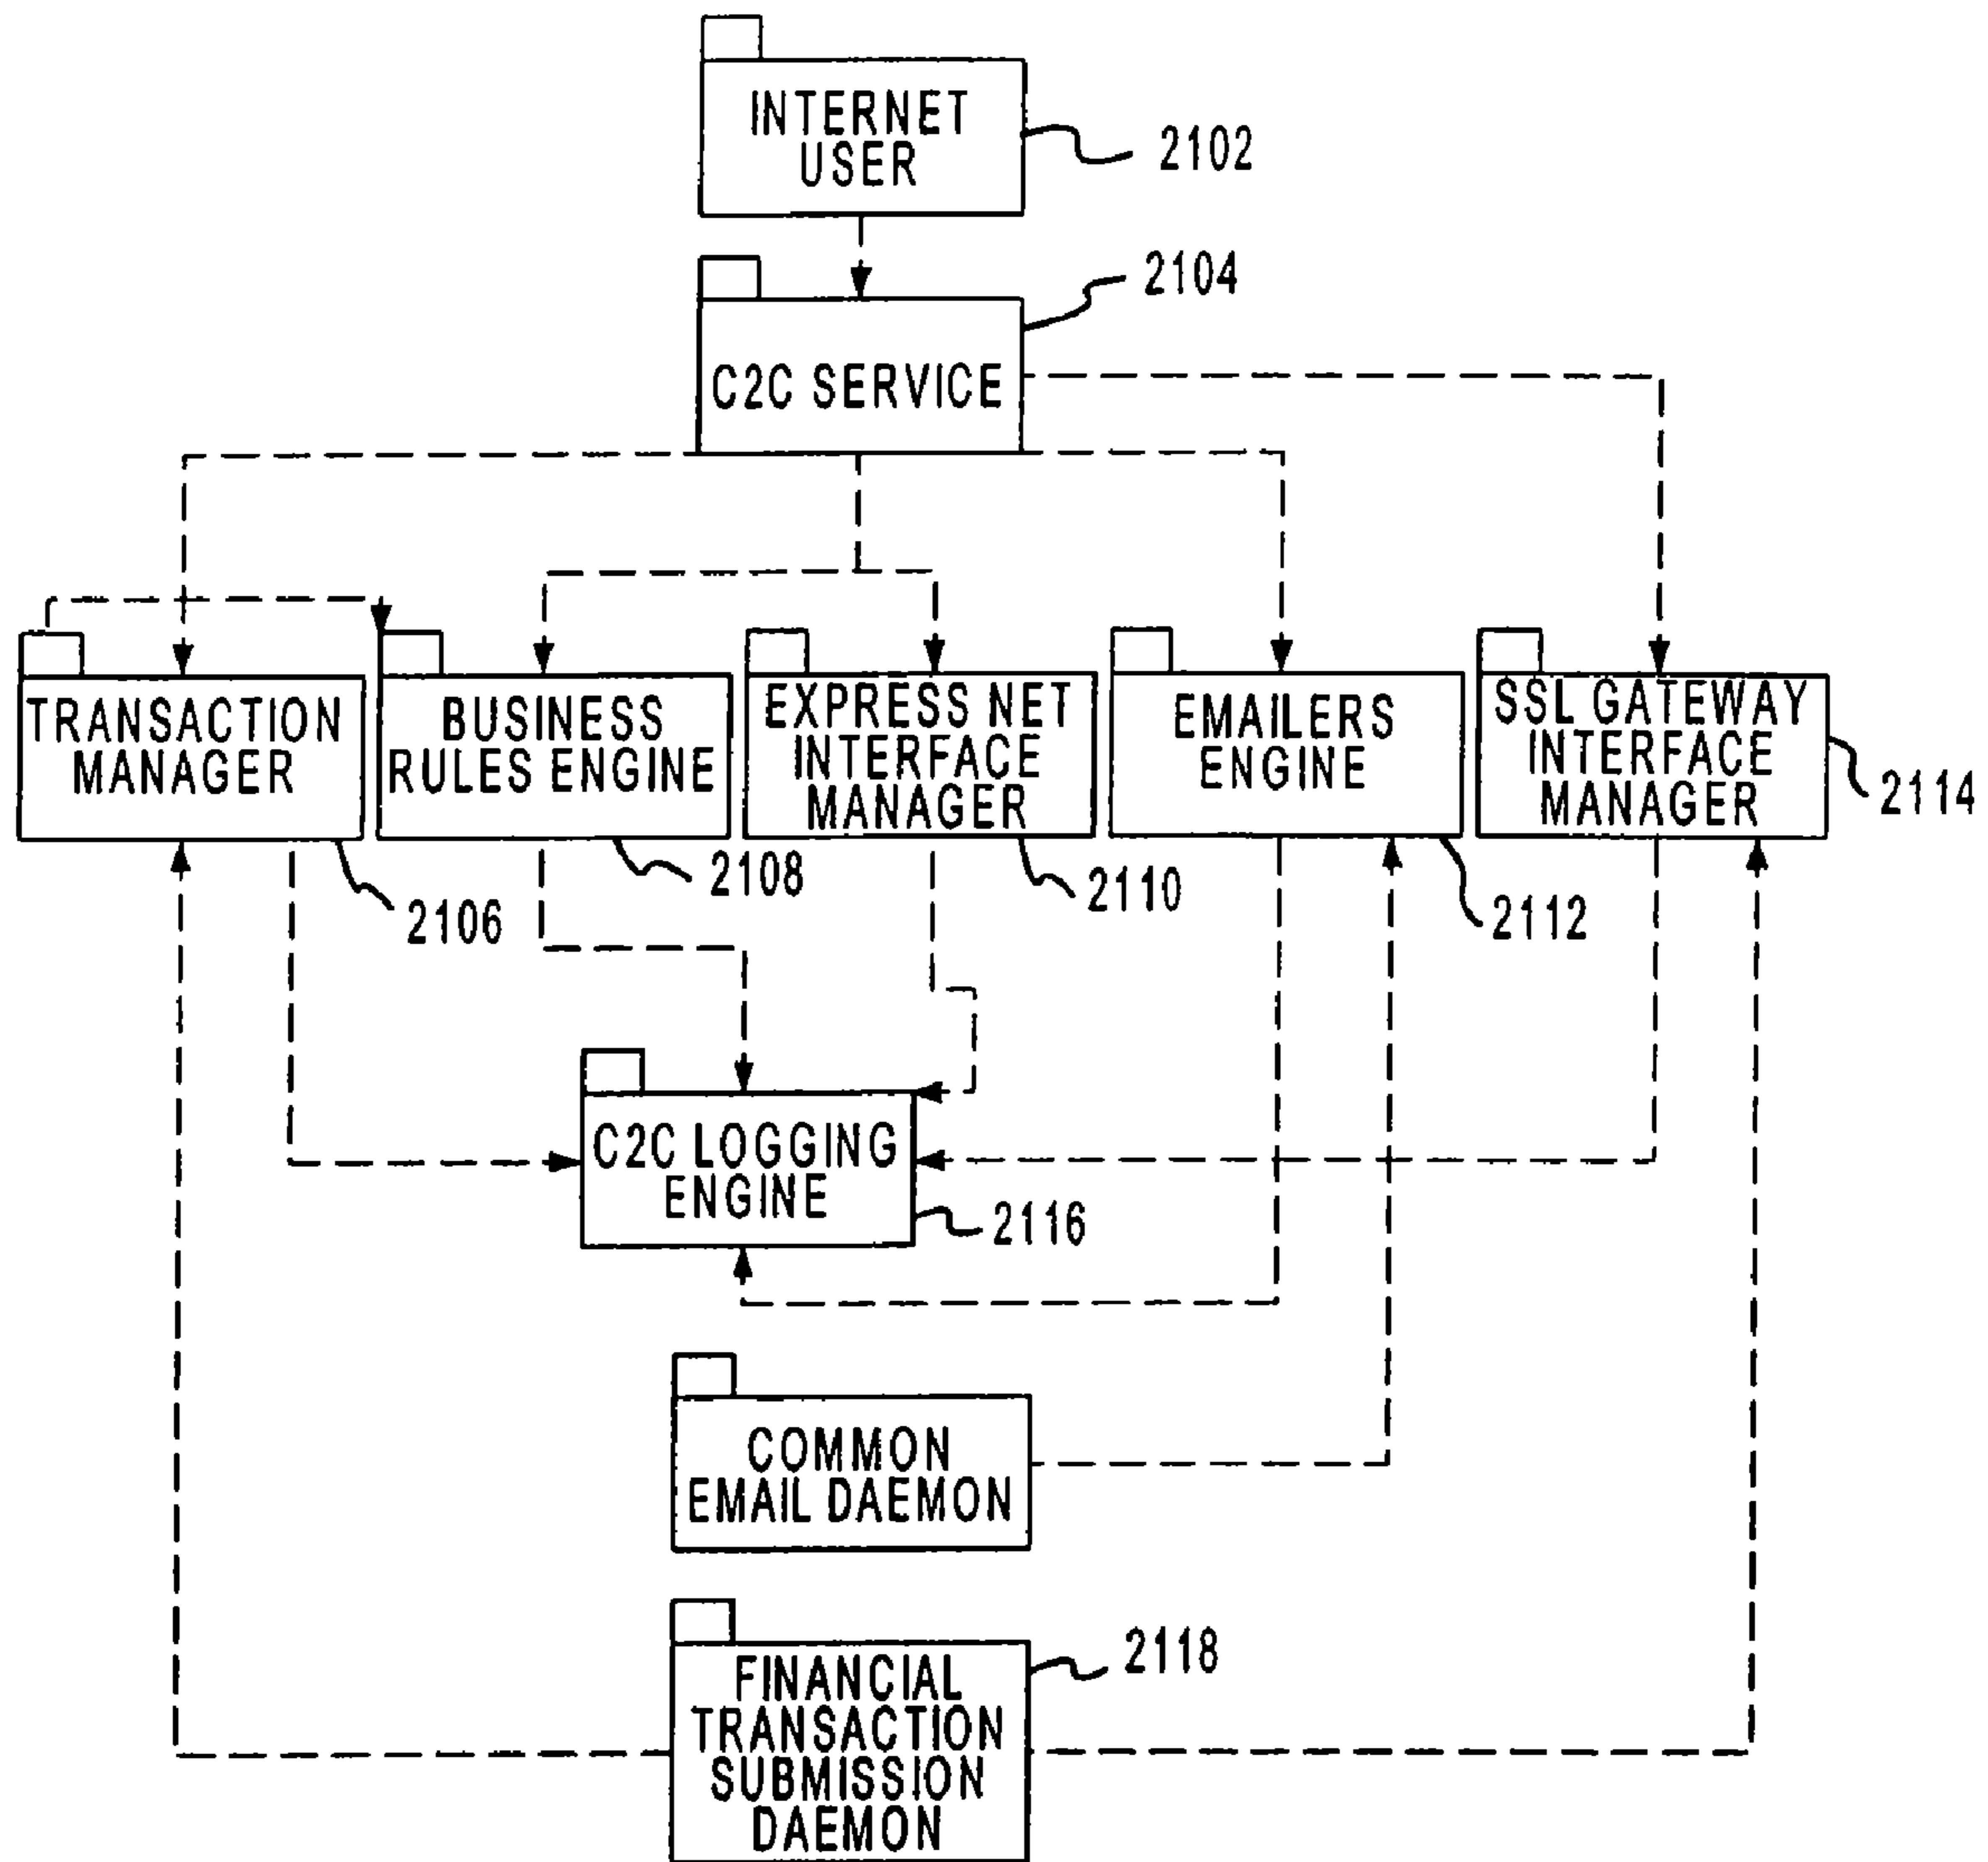 INTERNET
USER
2102
2104
C2C SERVICE
TRANSACTION
MANAGER
BUSINESS
RULES ENGINE
EXPRESS NET
INTERFACE
MANAGER
EMAILERS
ENGINE
SSL GATEWAY
INTERFACE
MANAGER
2114
2106
2108
2110
2112
C2C LOGGING
ENGINE
2116
COMMON
EMAIL DAEMON
2118
FINANCIAL
TRANSACTION
SUBMISSION
DAEMON